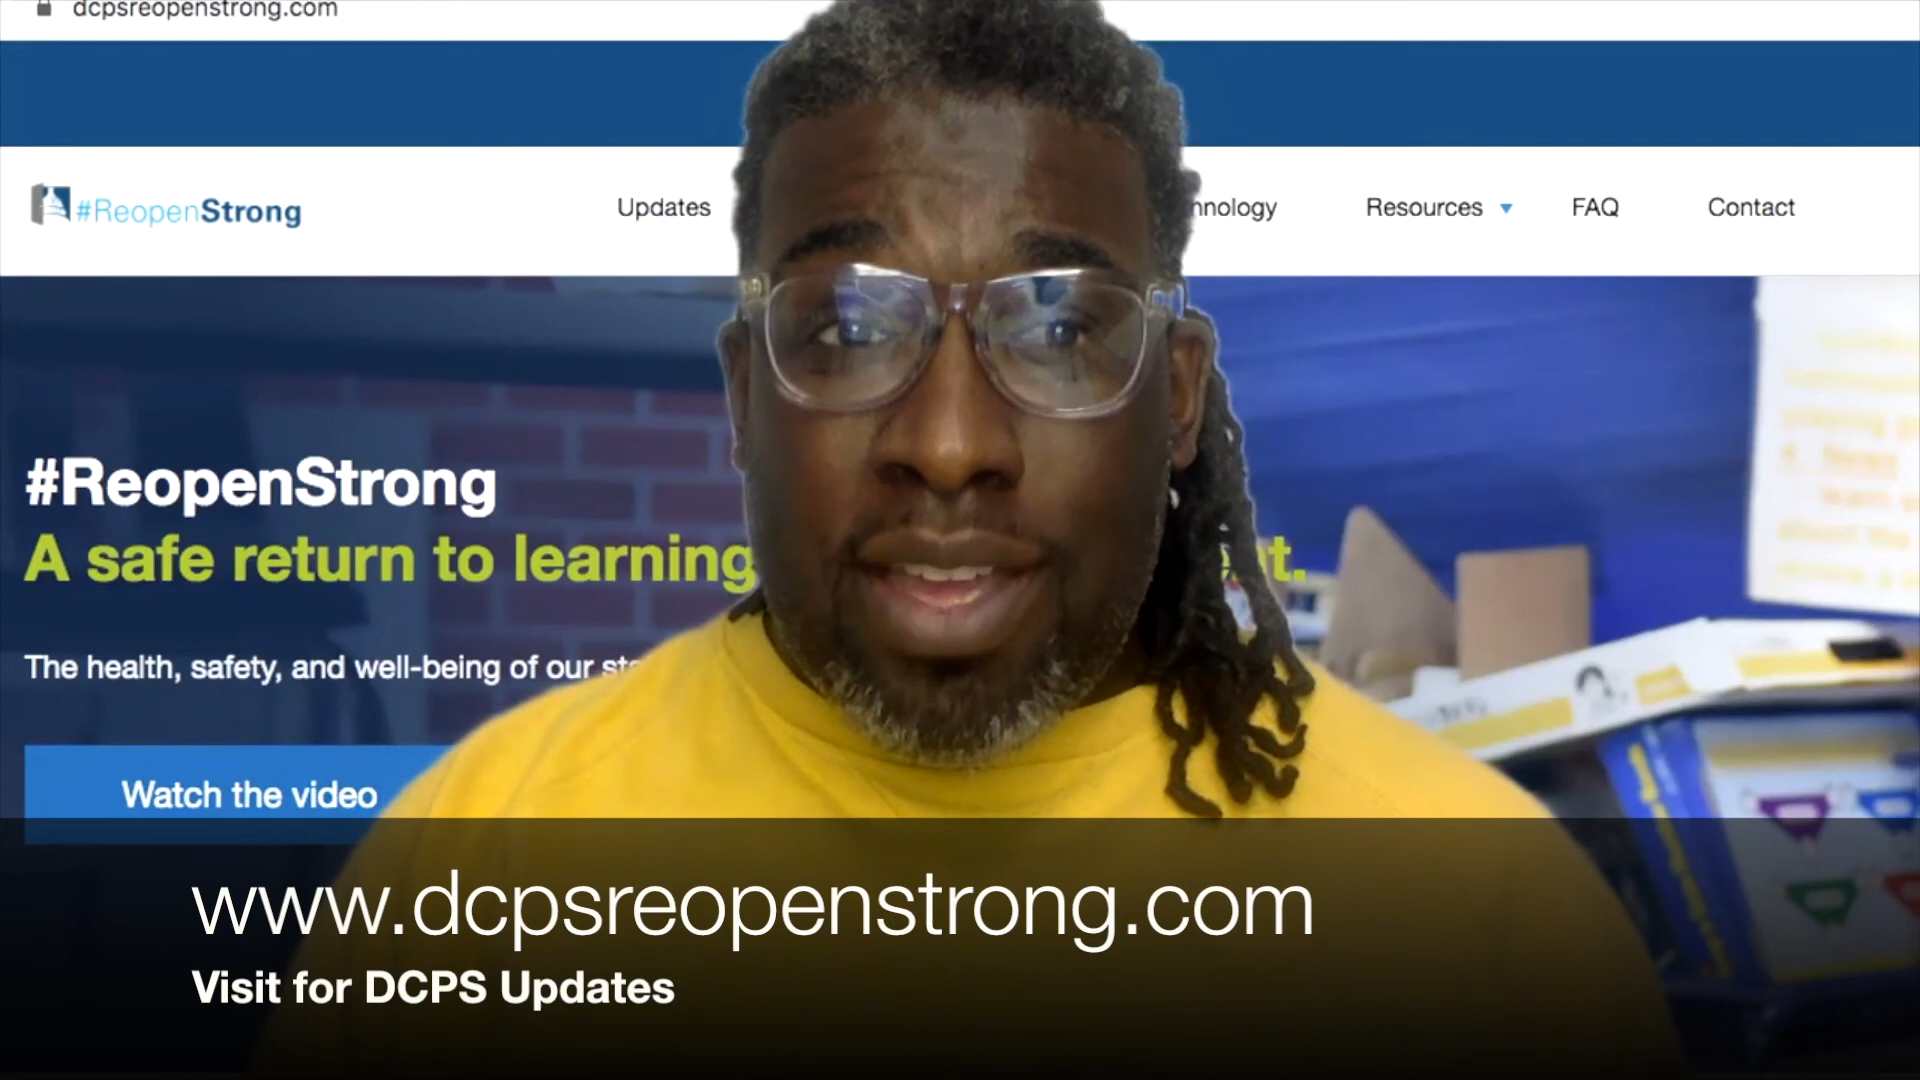 dcpsreopenstrong.com
#ReopenStrong
Updates
Resources
FAQ
Contact
#ReopenStrong
A safe return to learning
The health, safety, and well-being of our
Watch the video
www.dcpsreopenstrong.com
Visit for DCPS Updates